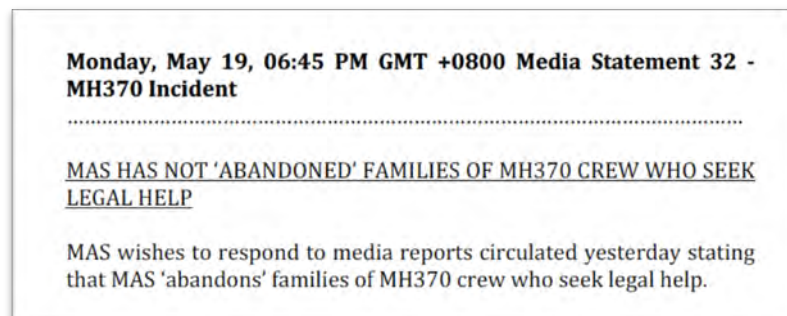 Monday, May 19, 06:45 PM GMT +0800 Media Statement 32 -
MH370 Incident
................................................................................................................
MAS HAS NOT ‘ABANDONED’ FAMILIES OF MH370 CREW WHO SEEK
LEGAL HELP
MAS wishes to respond to media reports circulated yesterday stating
that MAS ‘abandons’ families of MH370 crew who seek legal help.